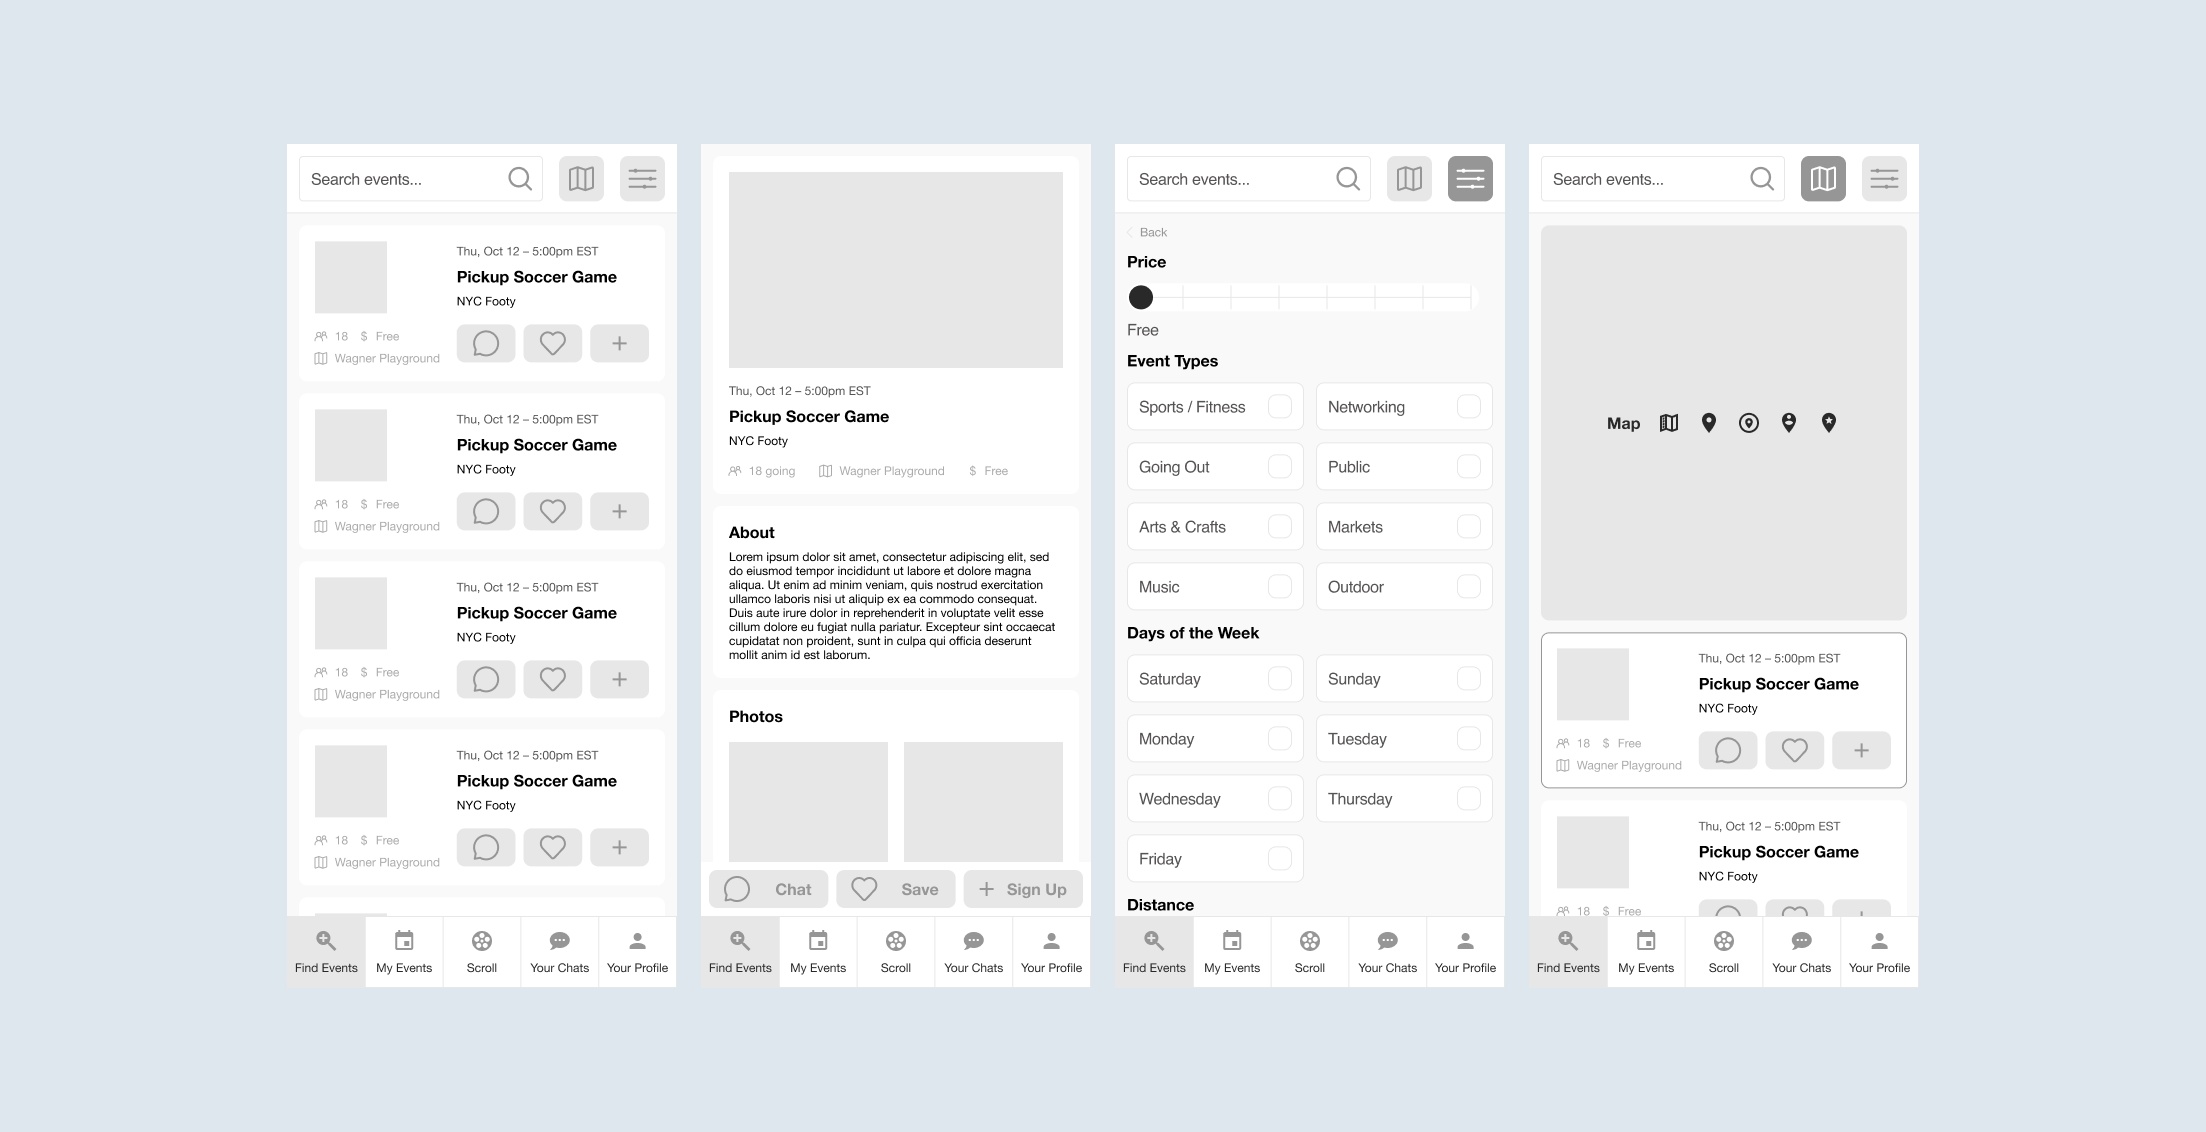 Search events...
Thu, Oct 12 – 5:00pm EST
Pickup Soccer Game
NYC Footy
18 $ Free
Wagner Playground
Thu, Oct 12 – 5:00pm EST
Pickup Soccer Game
NYC Footy
18 $ Free
Wagner Playground
Thu, Oct 12 – 5:00pm EST
Pickup Soccer Game
NYC Footy
18 $ Free
Wagner Playground
Thu, Oct 12 – 5:00pm EST
Pickup Soccer Game
NYC Footy
18 $ Free
Wagner Playground
Find Events My Events Scroll Your Chats Your Profile
Thu, Oct 12 – 5:00pm EST
Pickup Soccer Game
NYC Footy
18 going Wagner Playground $ Free
About
Lorem ipsum dolor sit amet, consectetur adipiscing elit, sed
do eiusmod tempor incididunt ut labore et dolore magna
aliqua. Ut enim ad minim veniam, quis nostrud exercitation
ullamco laboris nisi ut aliquip ex ea commodo consequat.
Duis aute irure dolor in reprehenderit in voluptate velit esse
cillum dolore eu fugiat nulla pariatur. Excepteur sint occaecat
cupidatat non proident, sunt in culpa qui officia deserunt
mollit anim id est laborum.
Photos
Chat Save Sign Up
Find Events My Events Scroll Your Chats Your Profile
Search events...
Back
Price
Free
Event Types
Sports / Fitness Networking
Going Out Public
Arts & Crafts Markets
Music Outdoor
Days of the Week
Saturday Sunday
Monday Tuesday
Wednesday Thursday
Friday
Distance
Find Events My Events Scroll Your Chats Your Profile
Search events...
Map
Thu, Oct 12 – 5:00pm EST
Pickup Soccer Game
NYC Footy
18 $ Free
Wagner Playground
Thu, Oct 12 – 5:00pm EST
Pickup Soccer Game
NYC Footy
18 $ Free
Find Events My Events Scroll Your Chats Your Profile